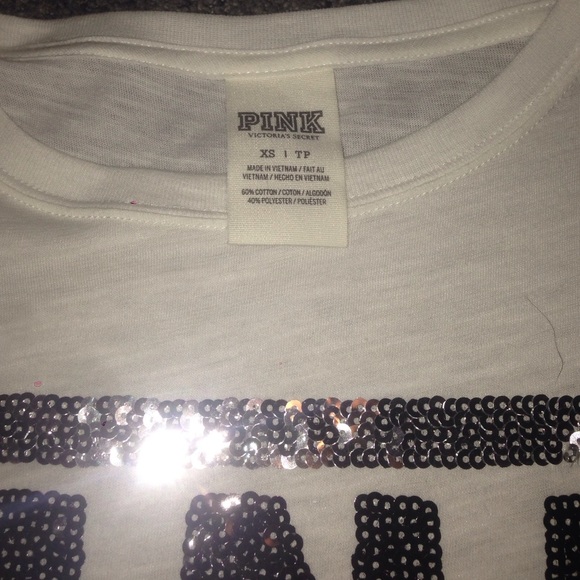 PINK
VICTORIA'S SECRET
XS | TP
MADE IN VIETNAM / FAIT AU
VIETNAM / HECHO EN VIETNAM
60% COTTON / COTON / ALGODÓN
40% POLYESTER / POLIÉSTER